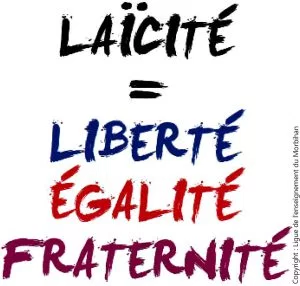 LAÏCITÉ
=
LIBERTÉ
ÉGALITÉ
FRATERNITÉ
Copyright : Ligue de l'enseignement du Morbihan